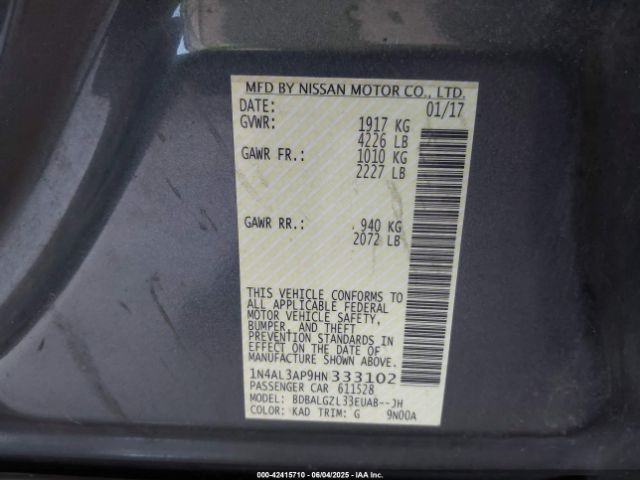 MFD BY NISSAN MOTOR CO., LTD.
DATE: 01/17
GVWR: 1917 KG
4226 LB
GAWR FR.: 1010 KG
2227 LB
GAWR RR.: 940 KG
2072 LB
THIS VEHICLE CONFORMS TO
ALL APPLICABLE FEDERAL
MOTOR VEHICLE SAFETY,
BUMPER, AND THEFT
PREVENTION STANDARDS IN
EFFECT ON THE DATE OF
MANUFACTURE SHOWN ABOVE.
1N4AL3AP9HN333102
PASSENGER CAR 611528
MODEL: BDBALGZL33EUAB--JH
COLOR: KAD TRIM: G 9N00A
000-42415710 - 06/04/2025 - IAAI.COM